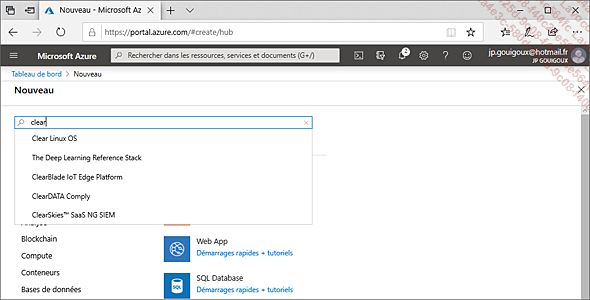 Nouveau - Microsoft Azu
https://portal.azure.com/#create/hub
Microsoft Azure
Rechercher dans les ressources, services et documents (G+/)
2
jp.gouigoux@hotmail.fr
JP GOUIGOUX
Tableau de bord > Nouveau
Nouveau
clear
Clear Linux OS
The Deep Learning Reference Stack
ClearBlade IoT Edge Platform
ClearDATA Comply
ClearSkies™ SaaS NG SIEM
Blockchain
Compute
Conteneurs
Bases de données
Web App
Démarrages rapides + tutoriels
SQL
SQL Database
Démarrages rapides + tutoriels